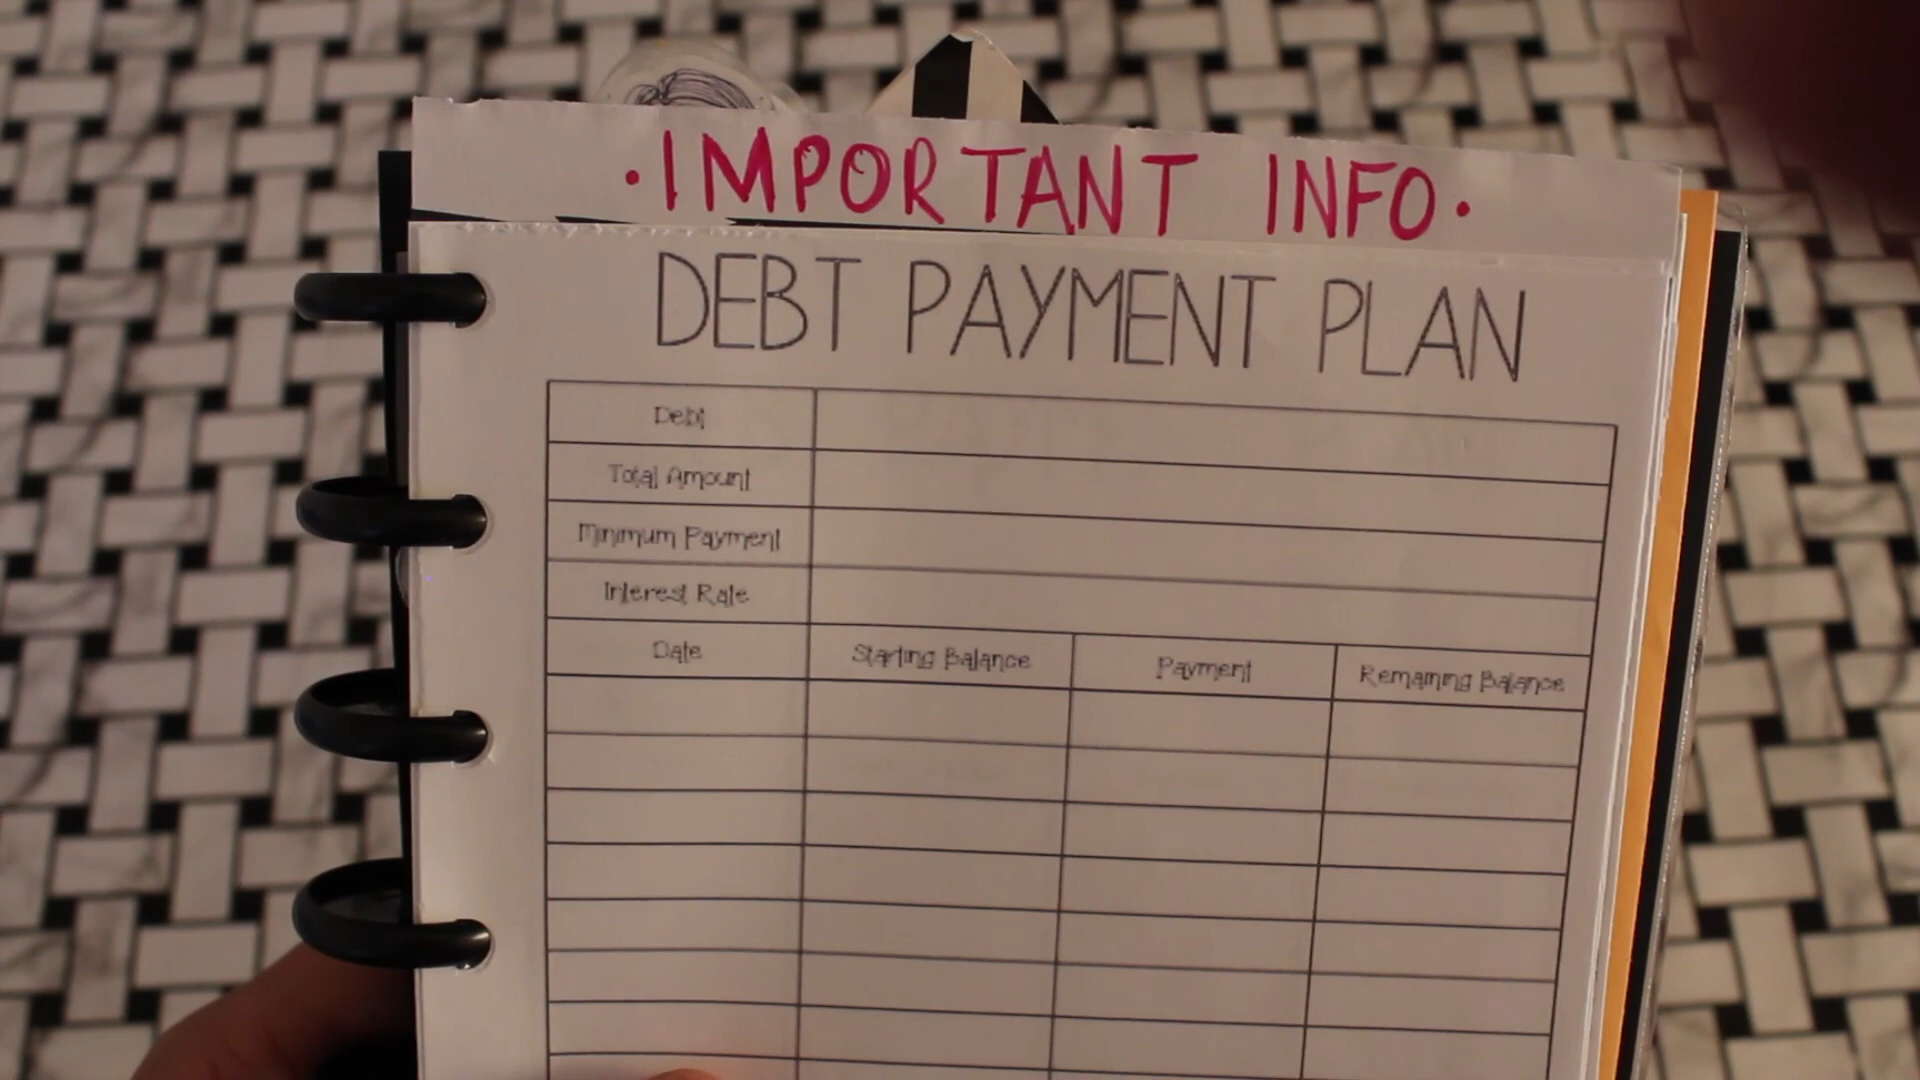 ·IMPORTANT INFO·
DEBT PAYMENT PLAN
Debt
Total Amount
Minimum Payment
Interest Rate
Date Starting Balance Payment Remaining Balance